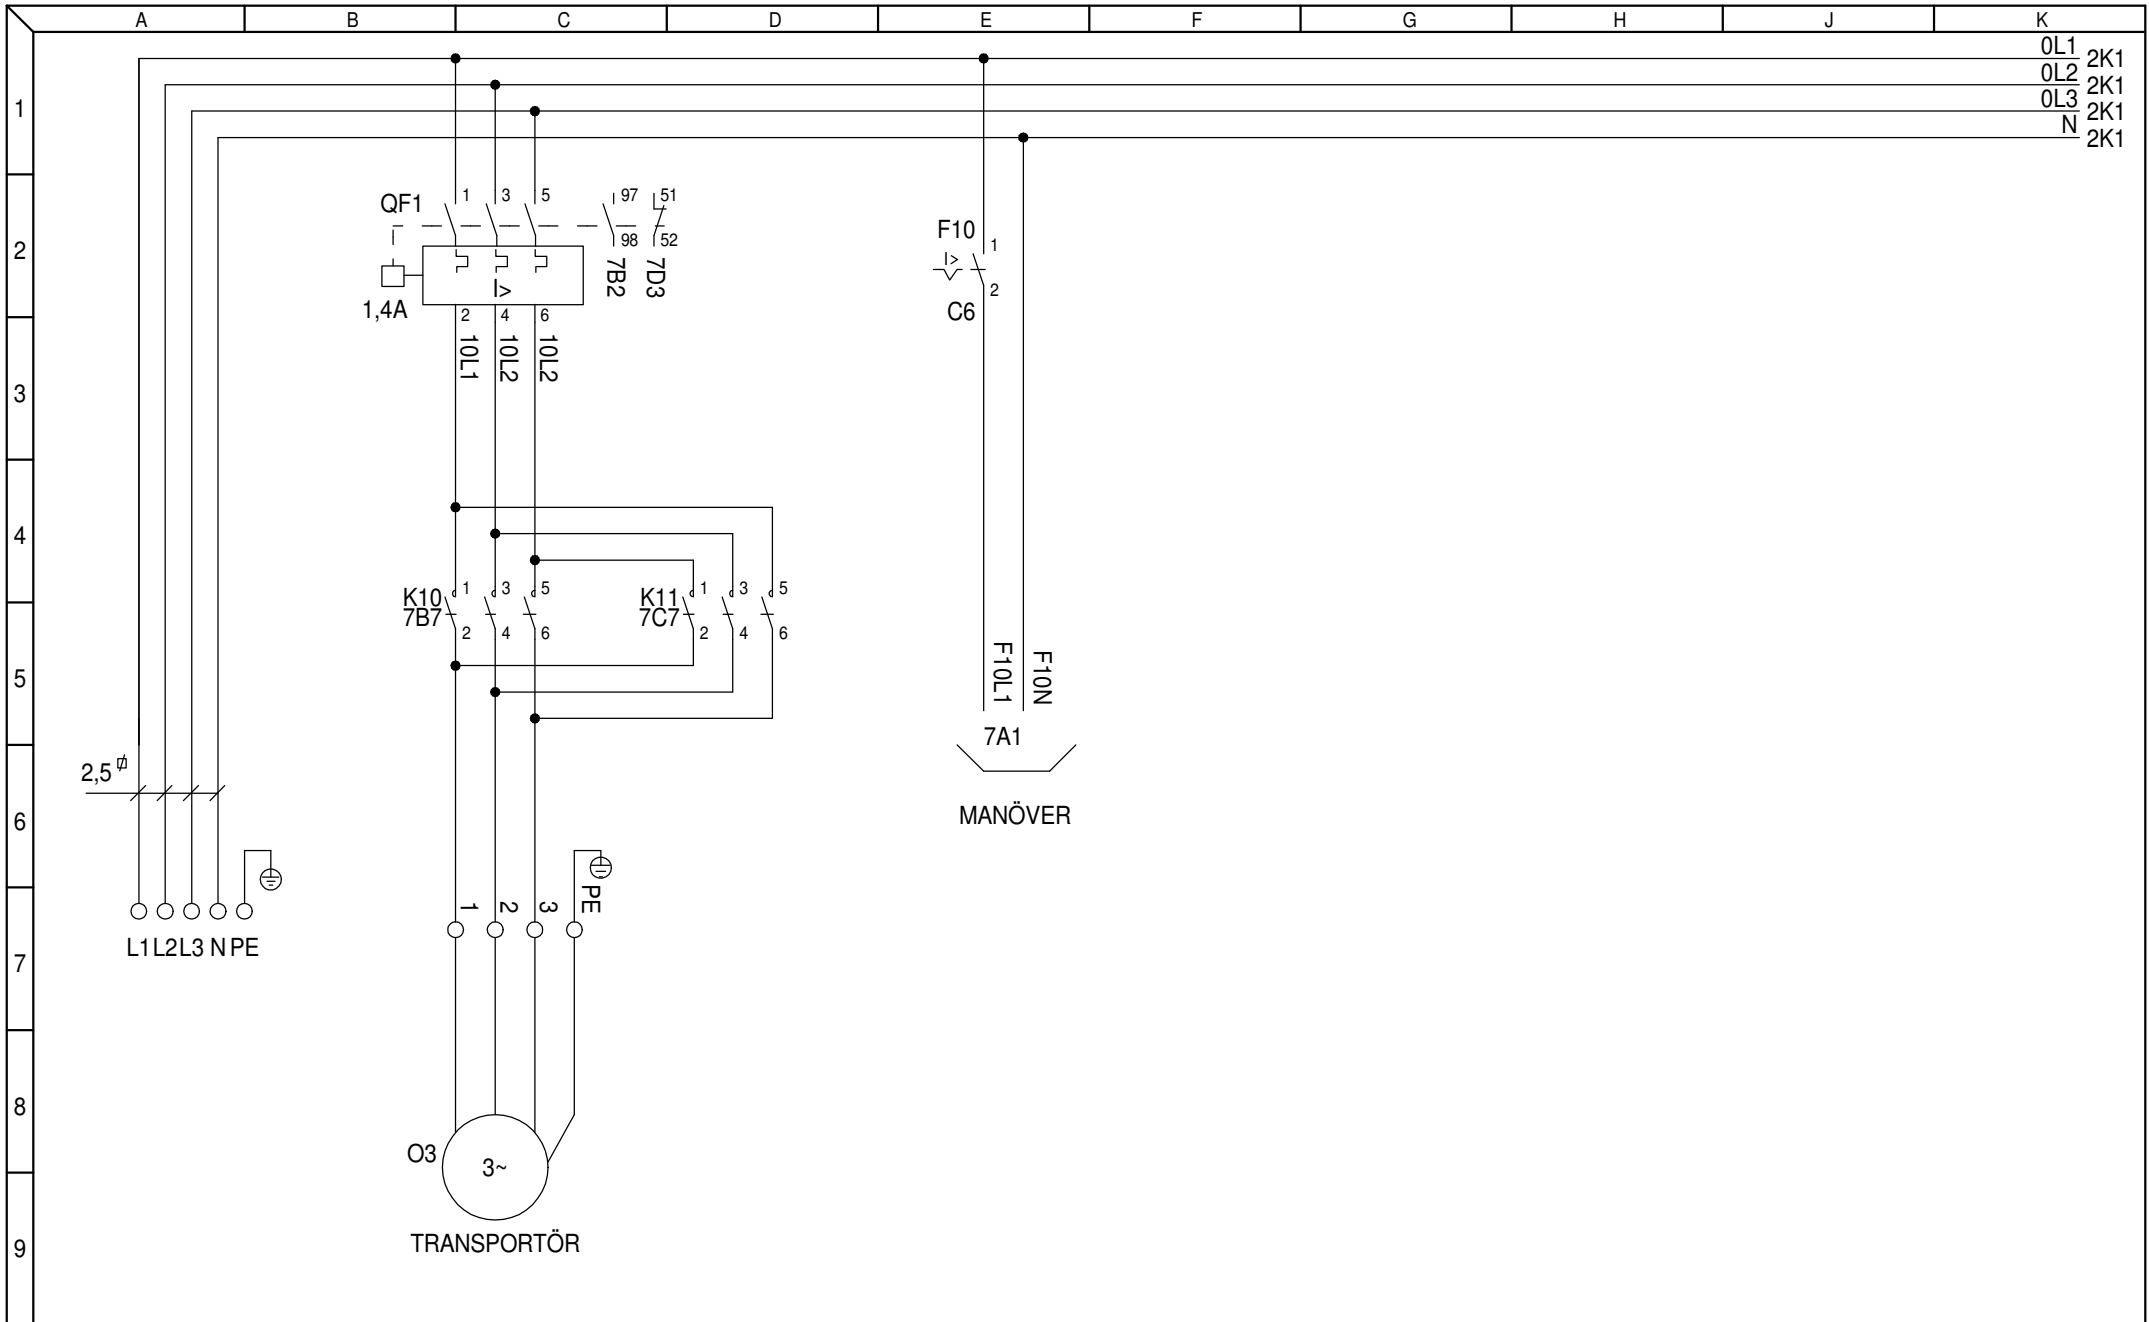 A B C D E F G H J K
0L1 2K1
0L2 2K1
0L3 2K1
N 2K1
1
QF1 1 3 5 97 51
98 52
7B2 7D3
I>
1,4A
2 4 6
10L1 10L2 10L2
2
F10 1
I>
2
C6
3
4
K10 1 3 5
7B7 2 4 6
K11 1 3 5
7C7 2 4 6
5
F10L1 F10N
7A1
MANÖVER
2,5
6
L1 L2 L3 N PE
1 2 3 PE
7
8
O3 3~
TRANSPORTÖR
9